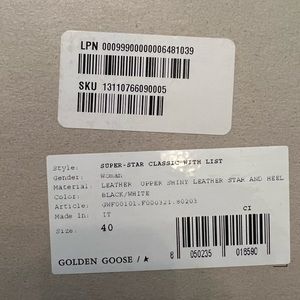 LPN 00099900000006481039
SKU 13110766090005
Style: SUPER-STAR CLASSIC WITH LIST
Gender: Woman
Material: LEATHER UPPER SHINY LEATHER STAR AND HEEL
Color: BLACK/WHITE
Article: GWF00101.F000321.80203
Made In: IT
CI
Size: 40
GOLDEN GOOSE /
8 050235 018590